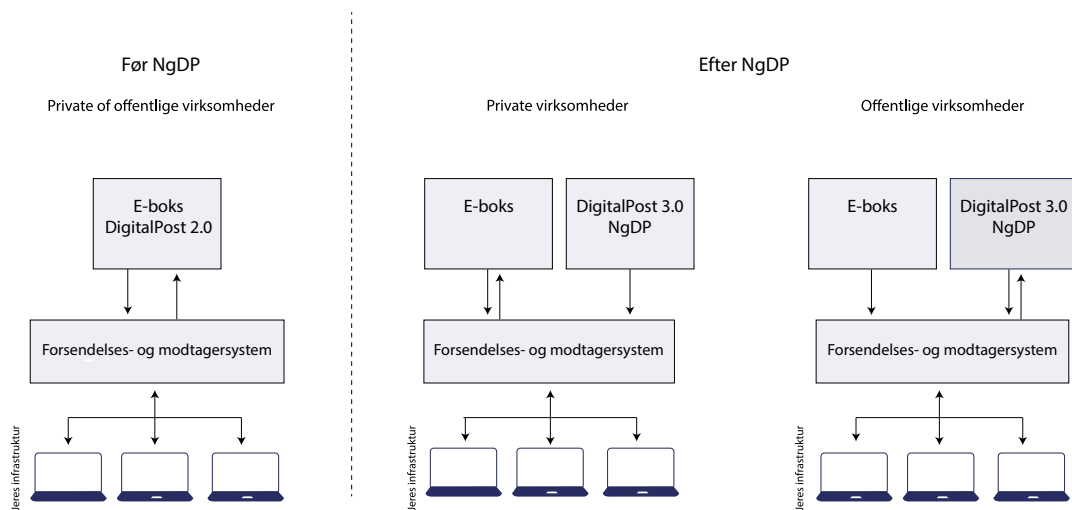 Før NgDP
Private of offentlige virksomheder
E-boks
DigitalPost 2.0
Forsendelses- og modtagersystem
Jeres infrastruktur
Efter NgDP
Private virksomheder
E-boks
DigitalPost 3.0
NgDP
Forsendelses- og modtagersystem
Jeres infrastruktur
Offentlige virksomheder
E-boks
DigitalPost 3.0
NgDP
Forsendelses- og modtagersystem
Jeres infrastruktur